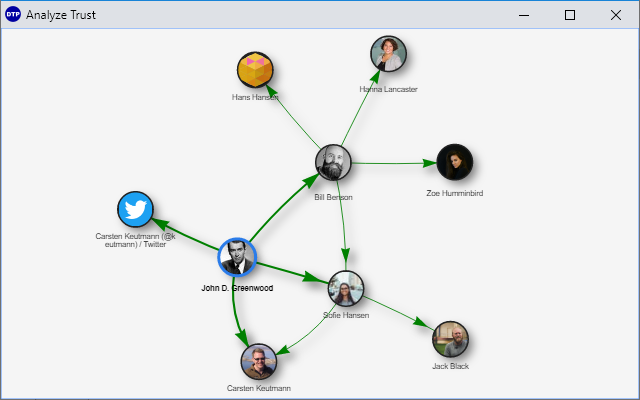 DTP Analyze Trust
Hanna Lancaster
Hans Hansen
Zoe Humminbird
Bill Benson
Carsten Keutmann (@k
eutmann) / Twitter
John D. Greenwood
Sofie Hansen
Jack Black
Carsten Keutmann